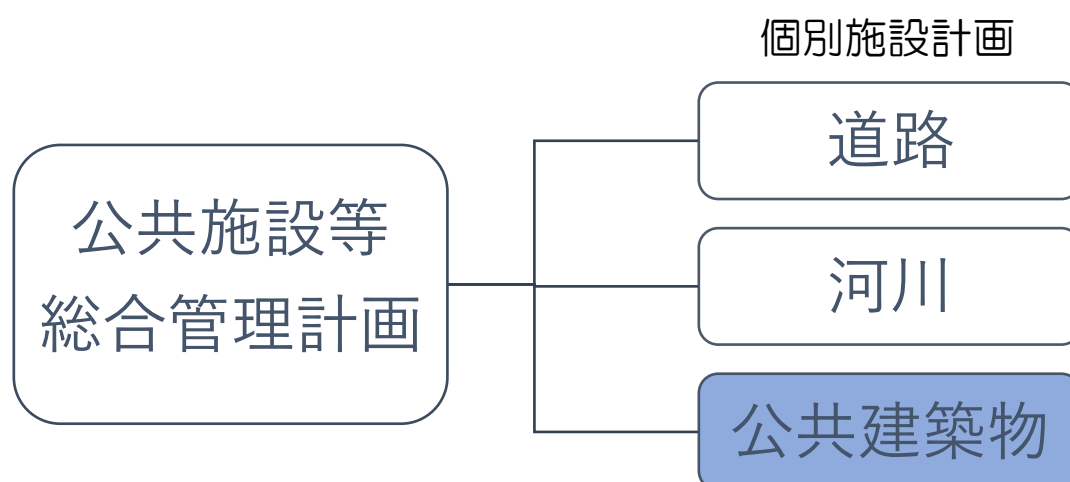 個別施設計画
公共施設等
総合管理計画
道路
河川
公共建築物